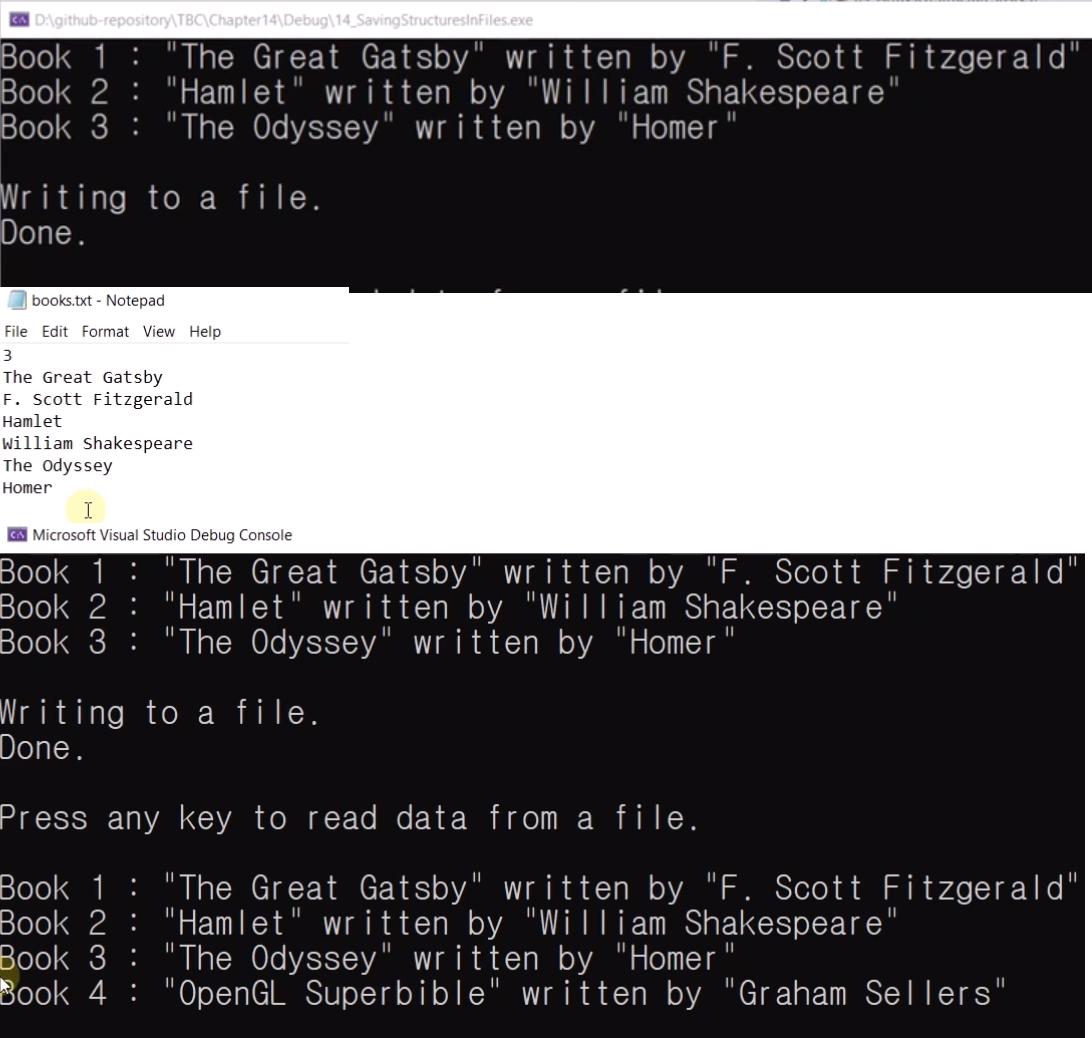 D:\github-repository\TBC\Chapter14\Debug\14_SavingStructuresInFiles.exe
Book 1 : "The Great Gatsby" written by "F. Scott Fitzgerald"
Book 2 : "Hamlet" written by "William Shakespeare"
Book 3 : "The Odyssey" written by "Homer"
Writing to a file.
Done.
books.txt - Notepad
File Edit Format View Help
3
The Great Gatsby
F. Scott Fitzgerald
Hamlet
William Shakespeare
The Odyssey
Homer
Microsoft Visual Studio Debug Console
Book 1 : "The Great Gatsby" written by "F. Scott Fitzgerald"
Book 2 : "Hamlet" written by "William Shakespeare"
Book 3 : "The Odyssey" written by "Homer"
Writing to a file.
Done.
Press any key to read data from a file.
Book 1 : "The Great Gatsby" written by "F. Scott Fitzgerald"
Book 2 : "Hamlet" written by "William Shakespeare"
Book 3 : "The Odyssey" written by "Homer"
Book 4 : "OpenGL Superbible" written by "Graham Sellers"